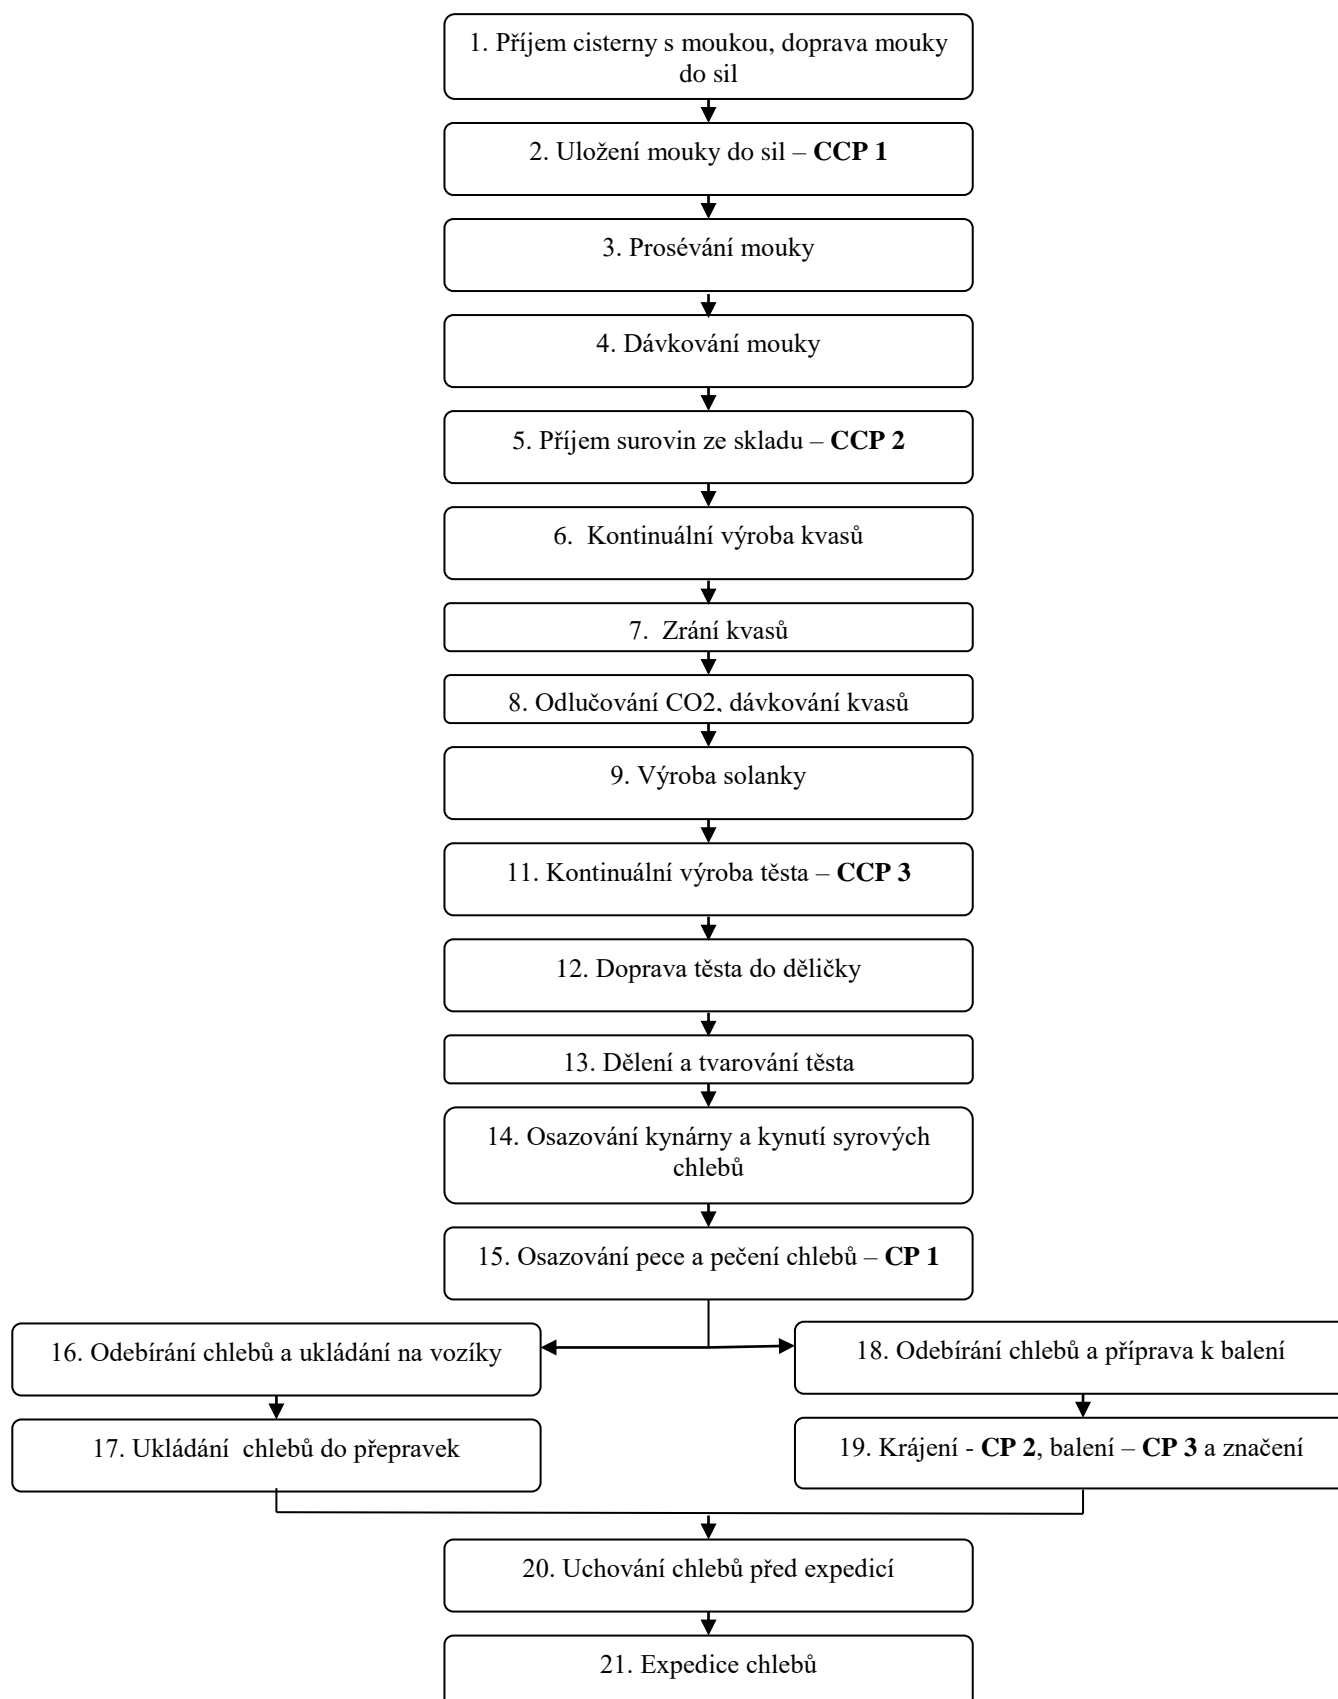 1. Příjem cisterny s moukou, doprava mouky
do sil
2. Uložení mouky do sil – CCP 1
3. Prosévání mouky
4. Dávkování mouky
5. Příjem surovin ze skladu – CCP 2
6. Kontinuální výroba kvasů
7. Zrání kvasů
8. Odlučování CO2, dávkování kvasů
9. Výroba solanky
11. Kontinuální výroba těsta – CCP 3
12. Doprava těsta do děličky
13. Dělení a tvarování těsta
14. Osazování kynárny a kynutí syrových
chlebů
15. Osazování pece a pečení chlebů – CP 1
16. Odebírání chlebů a ukládání na vozíky
18. Odebírání chlebů a příprava k balení
17. Ukládání chlebů do přepravek
19. Krájení - CP 2, balení – CP 3 a značení
20. Uchování chlebů před expedicí
21. Expedice chlebů